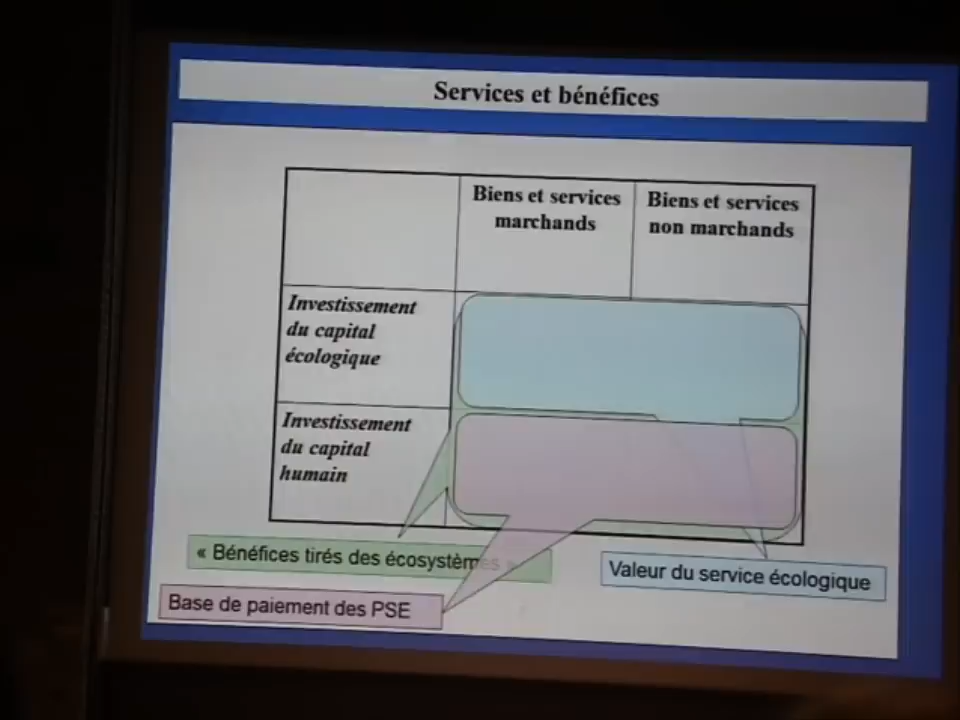 Services et bénéfices
Biens et services
marchands
Biens et services
non marchands
Investissement
du capital
écologique
Investissement
du capital
humain
« Bénéfices tirés des écosystèmes »
Valeur du service écologique
Base de paiement des PSE